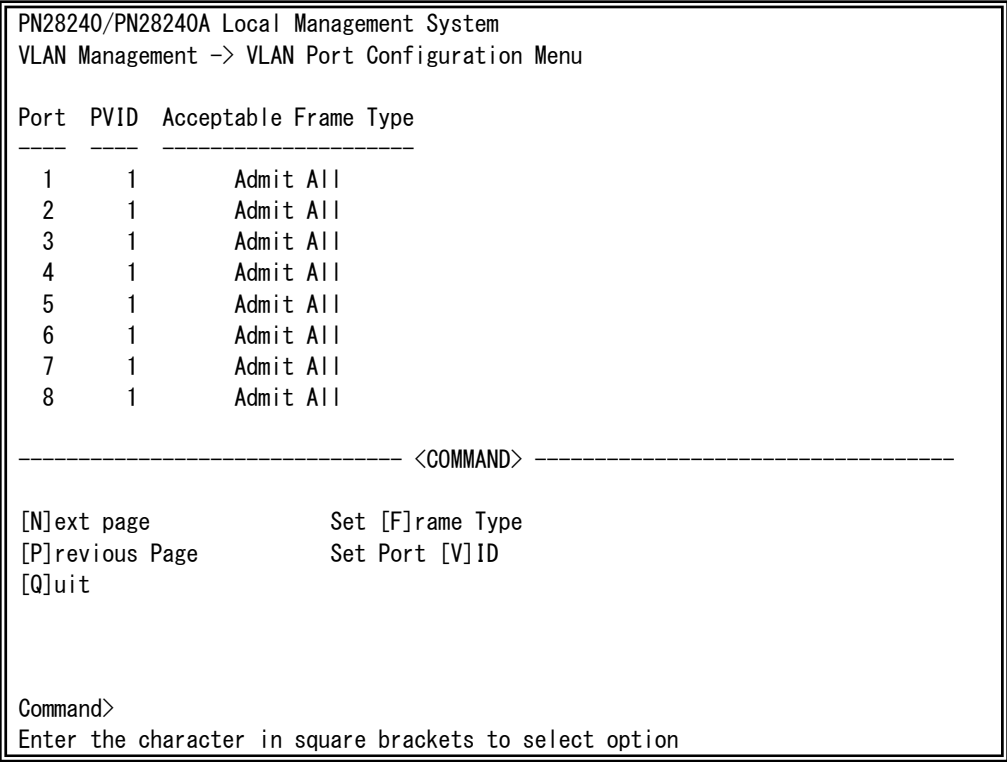 PN28240/PN28240A Local Management System
VLAN Management -> VLAN Port Configuration Menu
Port PVID Acceptable Frame Type
---- ---- ---------------------
1 1 Admit All
2 1 Admit All
3 1 Admit All
4 1 Admit All
5 1 Admit All
6 1 Admit All
7 1 Admit All
8 1 Admit All
-------------------------------- <COMMAND> -----------------------------------
[N]ext page Set [F]rame Type
[P]revious Page Set Port [V]ID
[Q]uit
Command>
Enter the character in square brackets to select option